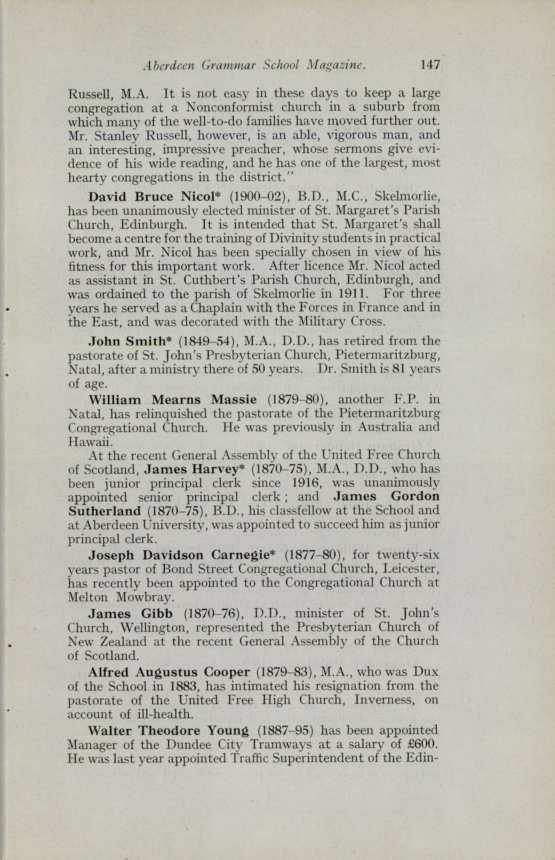 Aberdeen Grammar School Magazine. 147
Russell, M.A. It is not easy in these days to keep a large
congregation at a Nonconformist church in a suburb from
which many of the well-to-do families have moved further out.
Mr. Stanley Russell, however, is an able, vigorous man, and
an interesting, impressive preacher, whose sermons give evi-
dence of his wide reading, and he has one of the largest, most
hearty congregations in the district."
David Bruce Nicol* (1900–02), B.D., M.C., Skelmorlie,
has been unanimously elected minister of St. Margaret's Parish
Church, Edinburgh. It is intended that St. Margaret's shall
become a centre for the training of Divinity students in practical
work, and Mr. Nicol has been specially chosen in view of his
fitness for this important work. After licence Mr. Nicol acted
as assistant in St. Cuthbert's Parish Church, Edinburgh, and
was ordained to the parish of Skelmorlie in 1911. For three
years he served as a Chaplain with the Forces in France and in
the East, and was decorated with the Military Cross.
John Smith* (1849–54), M.A., D.D., has retired from the
pastorate of St. John's Presbyterian Church, Pietermaritzburg,
Natal, after a ministry there of 50 years. Dr. Smith is 81 years
of age.
William Mearns Massie (1879–80), another F.P. in
Natal, has relinquished the pastorate of the Pietermaritzburg
Congregational Church. He was previously in Australia and
Hawaii.
At the recent General Assembly of the United Free Church
of Scotland, James Harvey* (1870–75), M.A., D.D., who has
been junior principal clerk since 1916, was unanimously
appointed senior principal clerk ; and James Gordon
Sutherland (1870–75), B.D., his classfellow at the School and
at Aberdeen University, was appointed to succeed him as junior
principal clerk.
Joseph Davidson Carnegie* (1877–80), for twenty-six
years pastor of Bond Street Congregational Church, Leicester,
has recently been appointed to the Congregational Church at
Melton Mowbray.
James Gibb (1870–76), D.D., minister of St. John's
Church, Wellington, represented the Presbyterian Church of
New Zealand at the recent General Assembly of the Church
of Scotland.
Alfred Augustus Cooper (1879–83), M.A., who was Dux
of the School in 1883, has intimated his resignation from the
pastorate of the United Free High Church, Inverness, on
account of ill-health.
Walter Theodore Young (1887–95) has been appointed
Manager of the Dundee City Tramways at a salary of £600.
He was last year appointed Traffic Superintendent of the Edin-